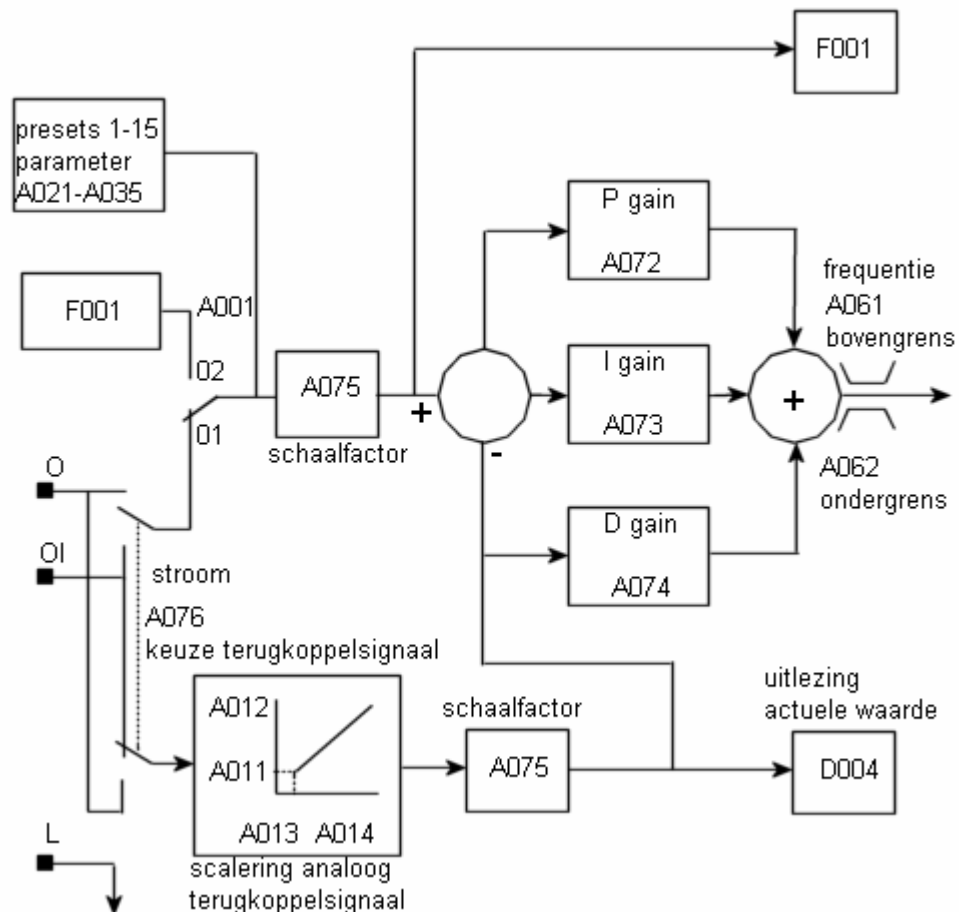 F001
presets 1-15
parameter
A021-A035
P gain
A072
frequentie
A061
bovengrens
F001
A001
02
01
A075
schaalfactor
+
-
I gain
A073
+
A062
ondergrens
O
OI
stroom
A076
keuze terugkoppelsignaal
D gain
A074
A012
A011
A013
A014
scalering analoog
terugkoppelsignaal
schaalfactor
A075
uitlezing
actuele waarde
D004
L